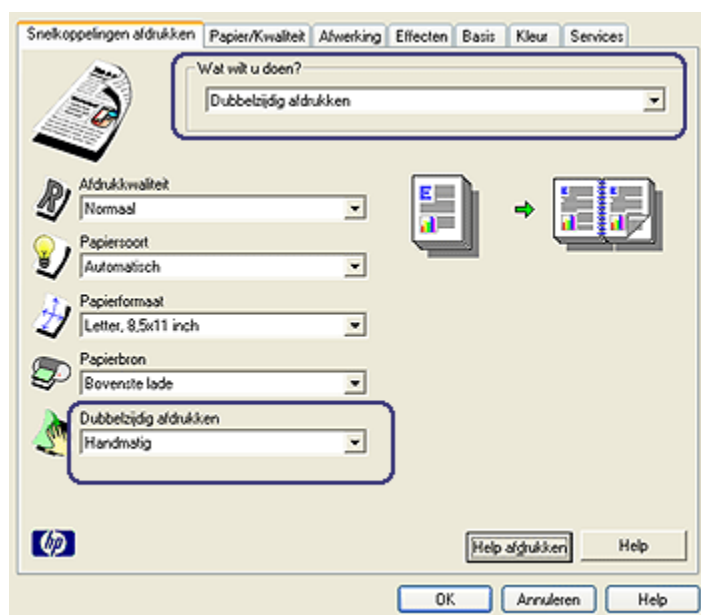 Snelkoppelingen afdrukken Papier/Kwaliteit Afwerking Effecten Basis Kleur Services
Wat wilt u doen?
Dubbelzijdig afdrukken
Afdrukkwaliteit
Normaal
Papiersoort
Automatisch
Papierformaat
Letter, 8,5x11 inch
Papierbron
Bovenste lade
Dubbelzijdig afdrukken
Handmatig
hp
Help afdrukken Help
OK Annuleren Help